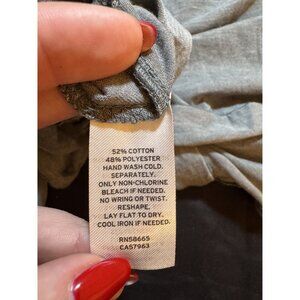 52% COTTON
48% POLYESTER
HAND WASH COLD.
SEPARATELY.
ONLY NON-CHLORINE
BLEACH IF NEEDED.
NO WRING OR TWIST.
RESHAPE.
LAY FLAT TO DRY.
COOL IRON IF NEEDED.
RN58665
CA57963